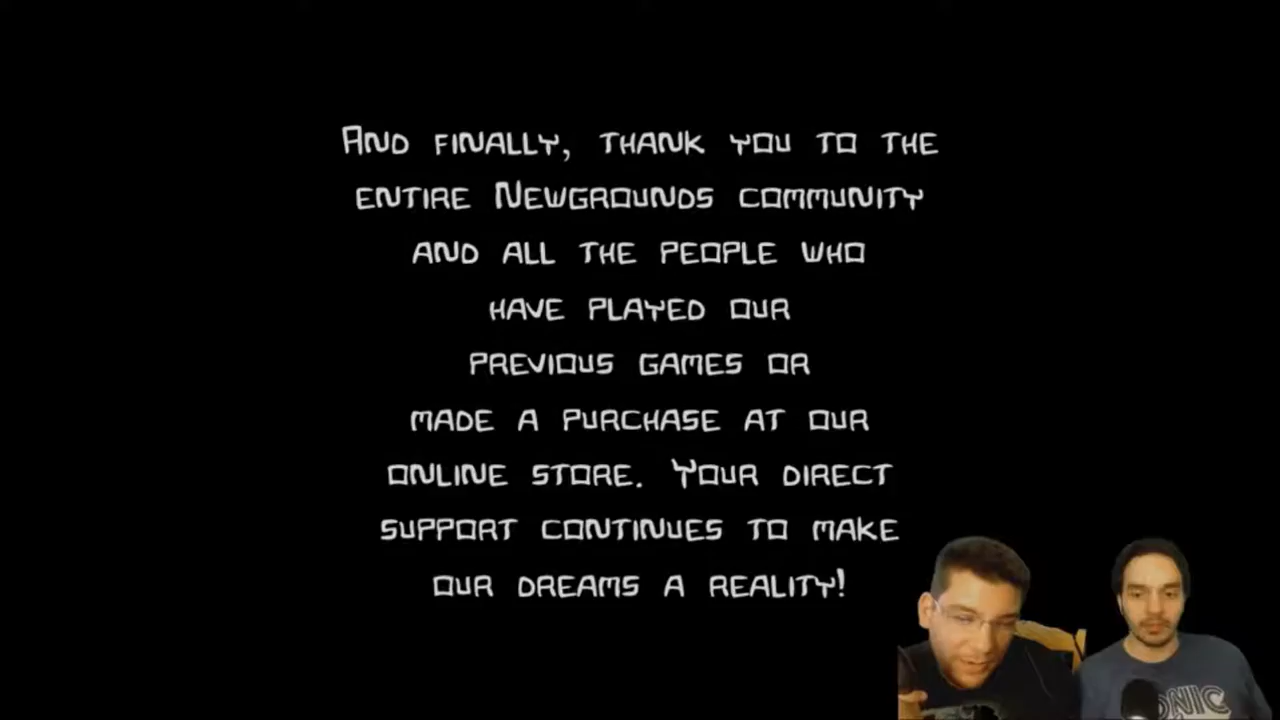 And finally, thank you to the
entire Newgrounds community
and all the people who
have played our
previous games or
made a purchase at our
online store. Your direct
support continues to make
our dreams a reality!
ONIC